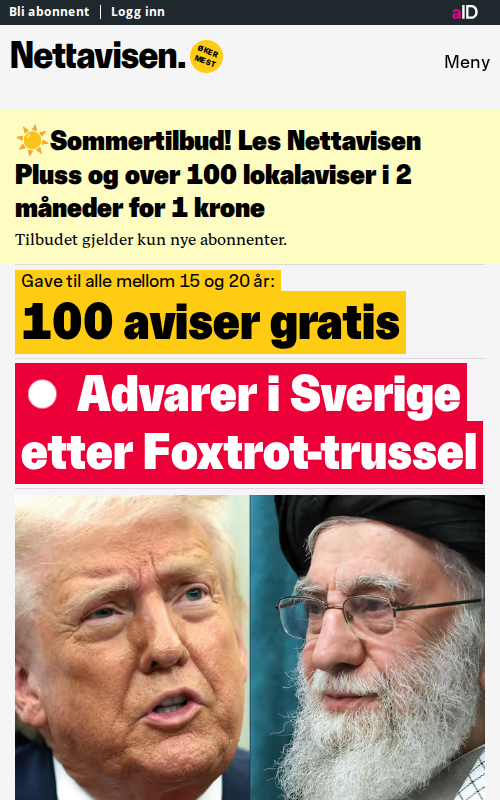 Bli abonnent
Logg inn
aID
Nettavisen.
ØKER
MEST
Meny
☀️Sommertilbud! Les Nettavisen
Pluss og over 100 lokalaviser i 2
måneder for 1 krone
Tilbudet gjelder kun nye abonnenter.
Gave til alle mellom 15 og 20 år:
100 aviser gratis
Advarer i Sverige
etter Foxtrot-trussel